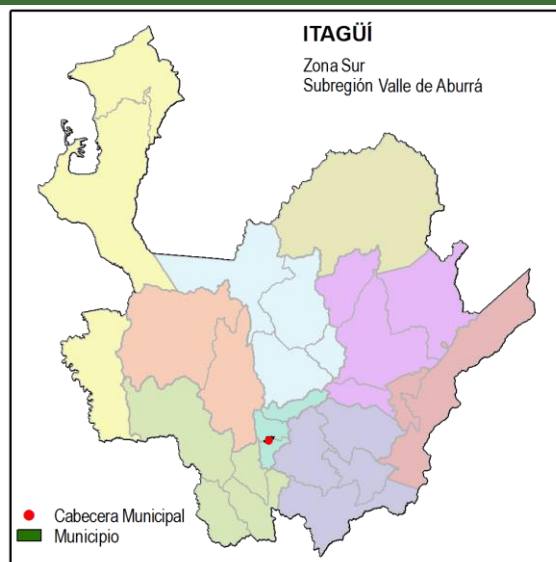 ITAGÜÍ
Zona Sur
Subregión Valle de Aburrá
Cabecera Municipal
Municipio